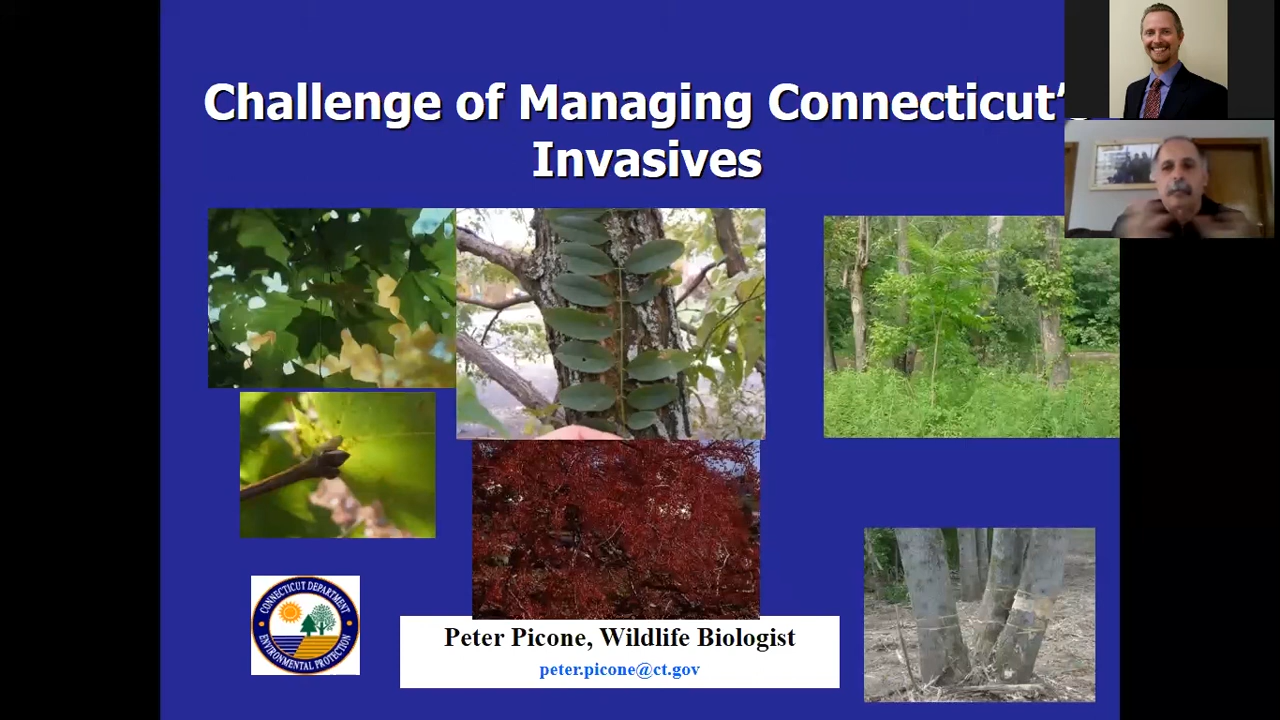 Challenge of Managing Connecticut'
Invasives
CONNECTICUT DEPARTMENT
ENVIRONMENTAL PROTECTION
Peter Picone, Wildlife Biologist
peter.picone@ct.gov